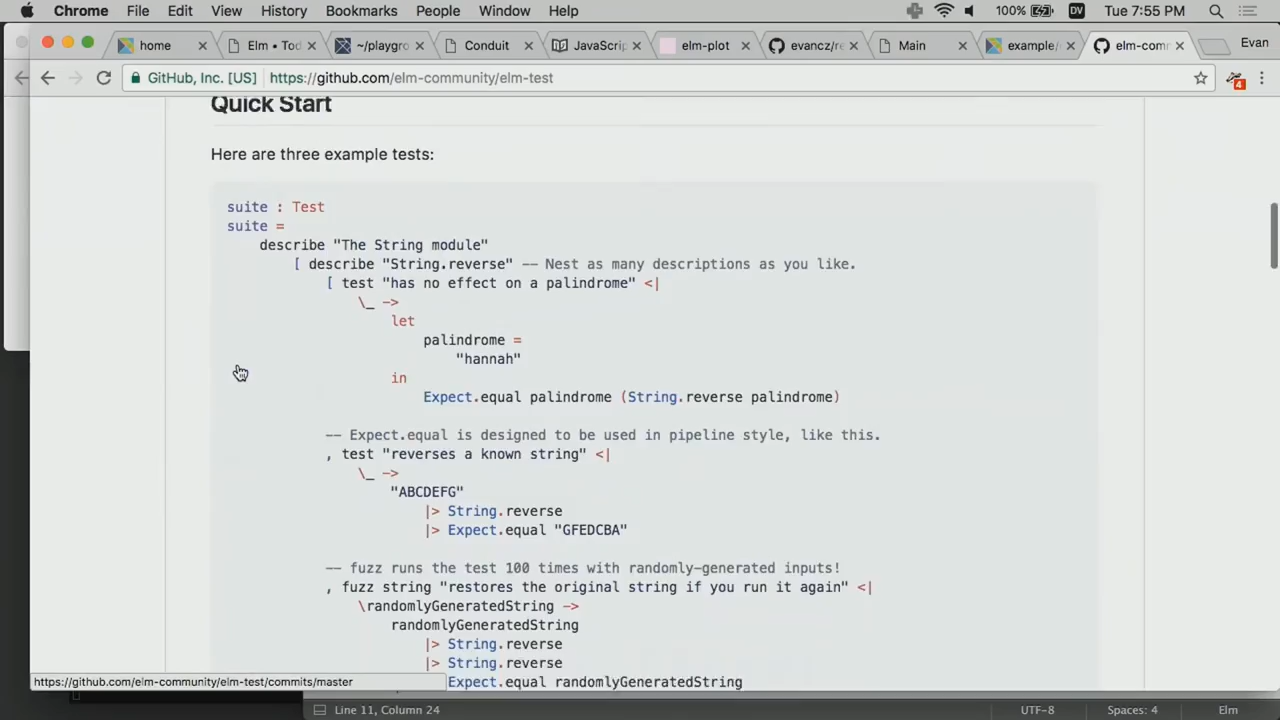 Chrome File Edit View History Bookmarks People Window Help 100% DV Tue 7:55 PM
home Elm • Tod ~/playgro Conduit JavaScrip elm-plot evancz/re Main example/ elm-com Evan
GitHub, Inc. [US] https://github.com/elm-community/elm-test 4
Quick Start
Here are three example tests:
suite : Test
suite =
describe "The String module"
[ describe "String.reverse" -- Nest as many descriptions as you like.
[ test "has no effect on a palindrome" <|
\_ ->
let
palindrome =
"hannah"
in
Expect.equal palindrome (String.reverse palindrome)
-- Expect.equal is designed to be used in pipeline style, like this.
, test "reverses a known string" <|
\_ ->
"ABCDEFG"
|> String.reverse
|> Expect.equal "GFEDCBA"
-- fuzz runs the test 100 times with randomly-generated inputs!
, fuzz string "restores the original string if you run it again" <|
\randomlyGeneratedString ->
randomlyGeneratedString
|> String.reverse
|> String.reverse
Expect.equal randomlyGeneratedString
https://github.com/elm-community/elm-test/commits/master
Line 11, Column 24 UTF-8 Spaces: 4 Elm